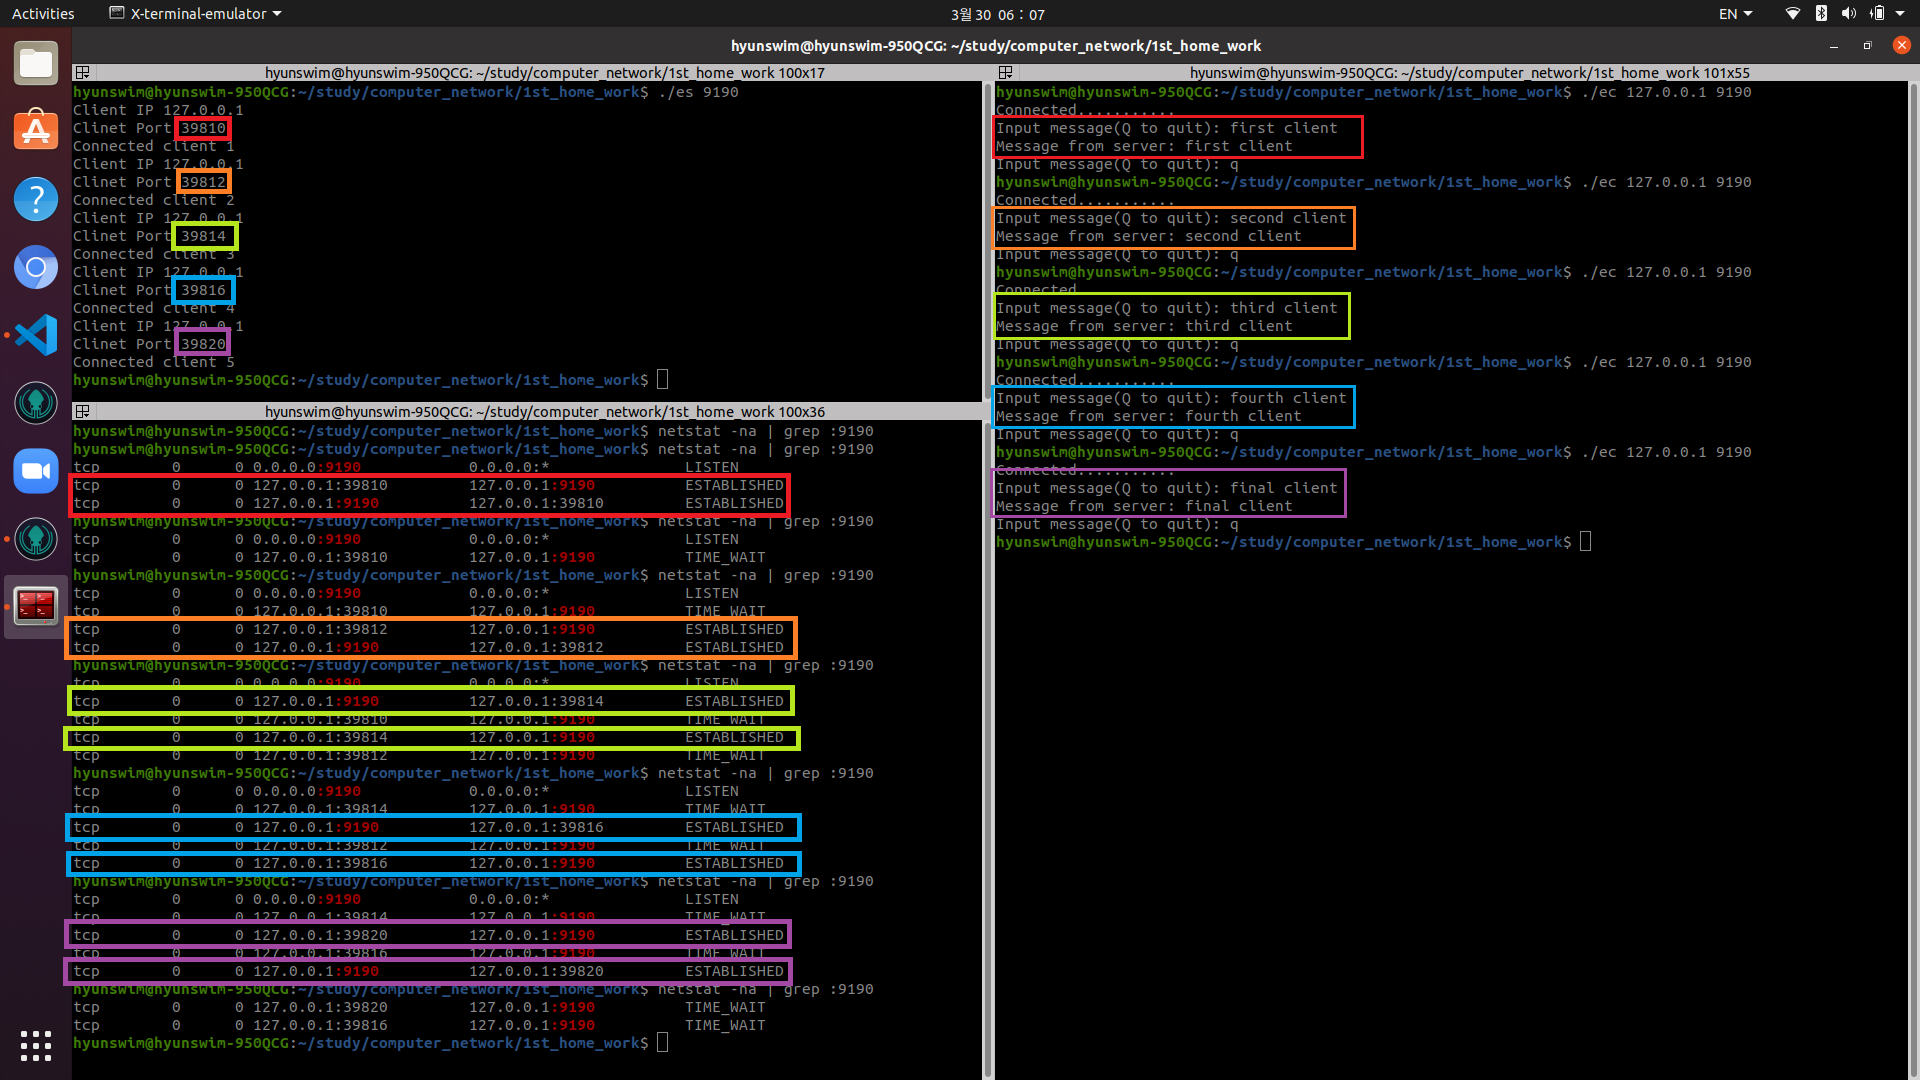 Activities
X-terminal-emulator
3월 30 06 : 07
EN
hyunswim@hyunswim-950QCG: ~/study/computer_network/1st_home_work
hyunswim@hyunswim-950QCG: ~/study/computer_network/1st_home_work 100x17
hyunswim@hyunswim-950QCG:~/study/computer_network/1st_home_work$ ./es 9190
Client IP 127.0.0.1
Clinet Port 39810
Connected client 1
Client IP 127.0.0.1
Clinet Port 39812
Connected client 2
Client IP 127.0.0.1
Clinet Port 39814
Connected client 3
Client IP 127.0.0.1
Clinet Port 39816
Connected client 4
Client IP 127.0.0.1
Clinet Port 39820
Connected client 5
hyunswim@hyunswim-950QCG:~/study/computer_network/1st_home_work$
hyunswim@hyunswim-950QCG: ~/study/computer_network/1st_home_work 100x36
hyunswim@hyunswim-950QCG:~/study/computer_network/1st_home_work$ netstat -na | grep :9190
hyunswim@hyunswim-950QCG:~/study/computer_network/1st_home_work$ netstat -na | grep :9190
tcp 0 0 0.0.0.0:9190 0.0.0.0:* LISTEN
tcp 0 0 127.0.0.1:39810 127.0.0.1:9190 ESTABLISHED
tcp 0 0 127.0.0.1:9190 127.0.0.1:39810 ESTABLISHED
hyunswim@hyunswim-950QCG:~/study/computer_network/1st_home_work$ netstat -na | grep :9190
tcp 0 0 0.0.0.0:9190 0.0.0.0:* LISTEN
tcp 0 0 127.0.0.1:39810 127.0.0.1:9190 TIME_WAIT
hyunswim@hyunswim-950QCG:~/study/computer_network/1st_home_work$ netstat -na | grep :9190
tcp 0 0 0.0.0.0:9190 0.0.0.0:* LISTEN
tcp 0 0 127.0.0.1:39810 127.0.0.1:9190 TIME_WAIT
tcp 0 0 127.0.0.1:39812 127.0.0.1:9190 ESTABLISHED
tcp 0 0 127.0.0.1:9190 127.0.0.1:39812 ESTABLISHED
hyunswim@hyunswim-950QCG:~/study/computer_network/1st_home_work$ netstat -na | grep :9190
tcp 0 0 0.0.0.0:9190 0.0.0.0:* LISTEN
tcp 0 0 127.0.0.1:9190 127.0.0.1:39814 ESTABLISHED
tcp 0 0 127.0.0.1:39810 127.0.0.1:9190 TIME_WAIT
tcp 0 0 127.0.0.1:39814 127.0.0.1:9190 ESTABLISHED
tcp 0 0 127.0.0.1:39812 127.0.0.1:9190 TIME_WAIT
hyunswim@hyunswim-950QCG:~/study/computer_network/1st_home_work$ netstat -na | grep :9190
tcp 0 0 0.0.0.0:9190 0.0.0.0:* LISTEN
tcp 0 0 127.0.0.1:39814 127.0.0.1:9190 TIME_WAIT
tcp 0 0 127.0.0.1:9190 127.0.0.1:39816 ESTABLISHED
tcp 0 0 127.0.0.1:39812 127.0.0.1:9190 TIME_WAIT
tcp 0 0 127.0.0.1:39816 127.0.0.1:9190 ESTABLISHED
hyunswim@hyunswim-950QCG:~/study/computer_network/1st_home_work$ netstat -na | grep :9190
tcp 0 0 0.0.0.0:9190 0.0.0.0:* LISTEN
tcp 0 0 127.0.0.1:39814 127.0.0.1:9190 TIME_WAIT
tcp 0 0 127.0.0.1:39820 127.0.0.1:9190 ESTABLISHED
tcp 0 0 127.0.0.1:39816 127.0.0.1:9190 TIME_WAIT
tcp 0 0 127.0.0.1:9190 127.0.0.1:39820 ESTABLISHED
hyunswim@hyunswim-950QCG:~/study/computer_network/1st_home_work$ netstat -na | grep :9190
tcp 0 0 127.0.0.1:39820 127.0.0.1:9190 TIME_WAIT
tcp 0 0 127.0.0.1:39816 127.0.0.1:9190 TIME_WAIT
hyunswim@hyunswim-950QCG:~/study/computer_network/1st_home_work$
hyunswim@hyunswim-950QCG: ~/study/computer_network/1st_home_work 101x55
hyunswim@hyunswim-950QCG:~/study/computer_network/1st_home_work$ ./ec 127.0.0.1 9190
Connected...........
Input message(Q to quit): first client
Message from server: first client
Input message(Q to quit): q
hyunswim@hyunswim-950QCG:~/study/computer_network/1st_home_work$ ./ec 127.0.0.1 9190
Connected...........
Input message(Q to quit): second client
Message from server: second client
Input message(Q to quit): q
hyunswim@hyunswim-950QCG:~/study/computer_network/1st_home_work$ ./ec 127.0.0.1 9190
Connected
Input message(Q to quit): third client
Message from server: third client
Input message(Q to quit): q
hyunswim@hyunswim-950QCG:~/study/computer_network/1st_home_work$ ./ec 127.0.0.1 9190
Connected...........
Input message(Q to quit): fourth client
Message from server: fourth client
Input message(Q to quit): q
hyunswim@hyunswim-950QCG:~/study/computer_network/1st_home_work$ ./ec 127.0.0.1 9190
Connected...........
Input message(Q to quit): final client
Message from server: final client
Input message(Q to quit): q
hyunswim@hyunswim-950QCG:~/study/computer_network/1st_home_work$